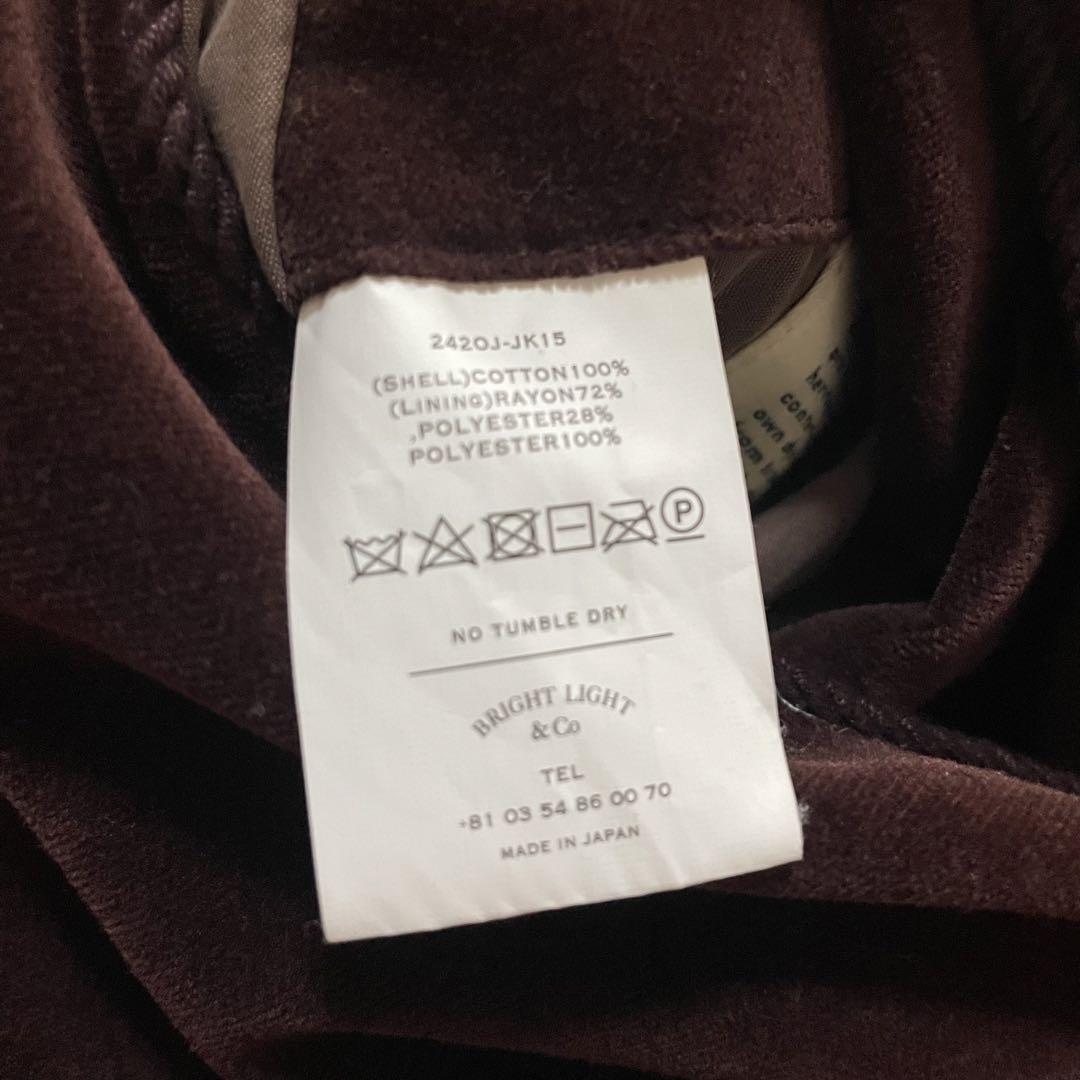 2420J-JK15
(SHELL)COTTON100%
(LINING)RAYON72%
,POLYESTER28%
POLYESTER100%
P
NO TUMBLE DRY
BRIGHT LIGHT
& Co
TEL
+81 03 54 86 00 70
MADE IN JAPAN
own